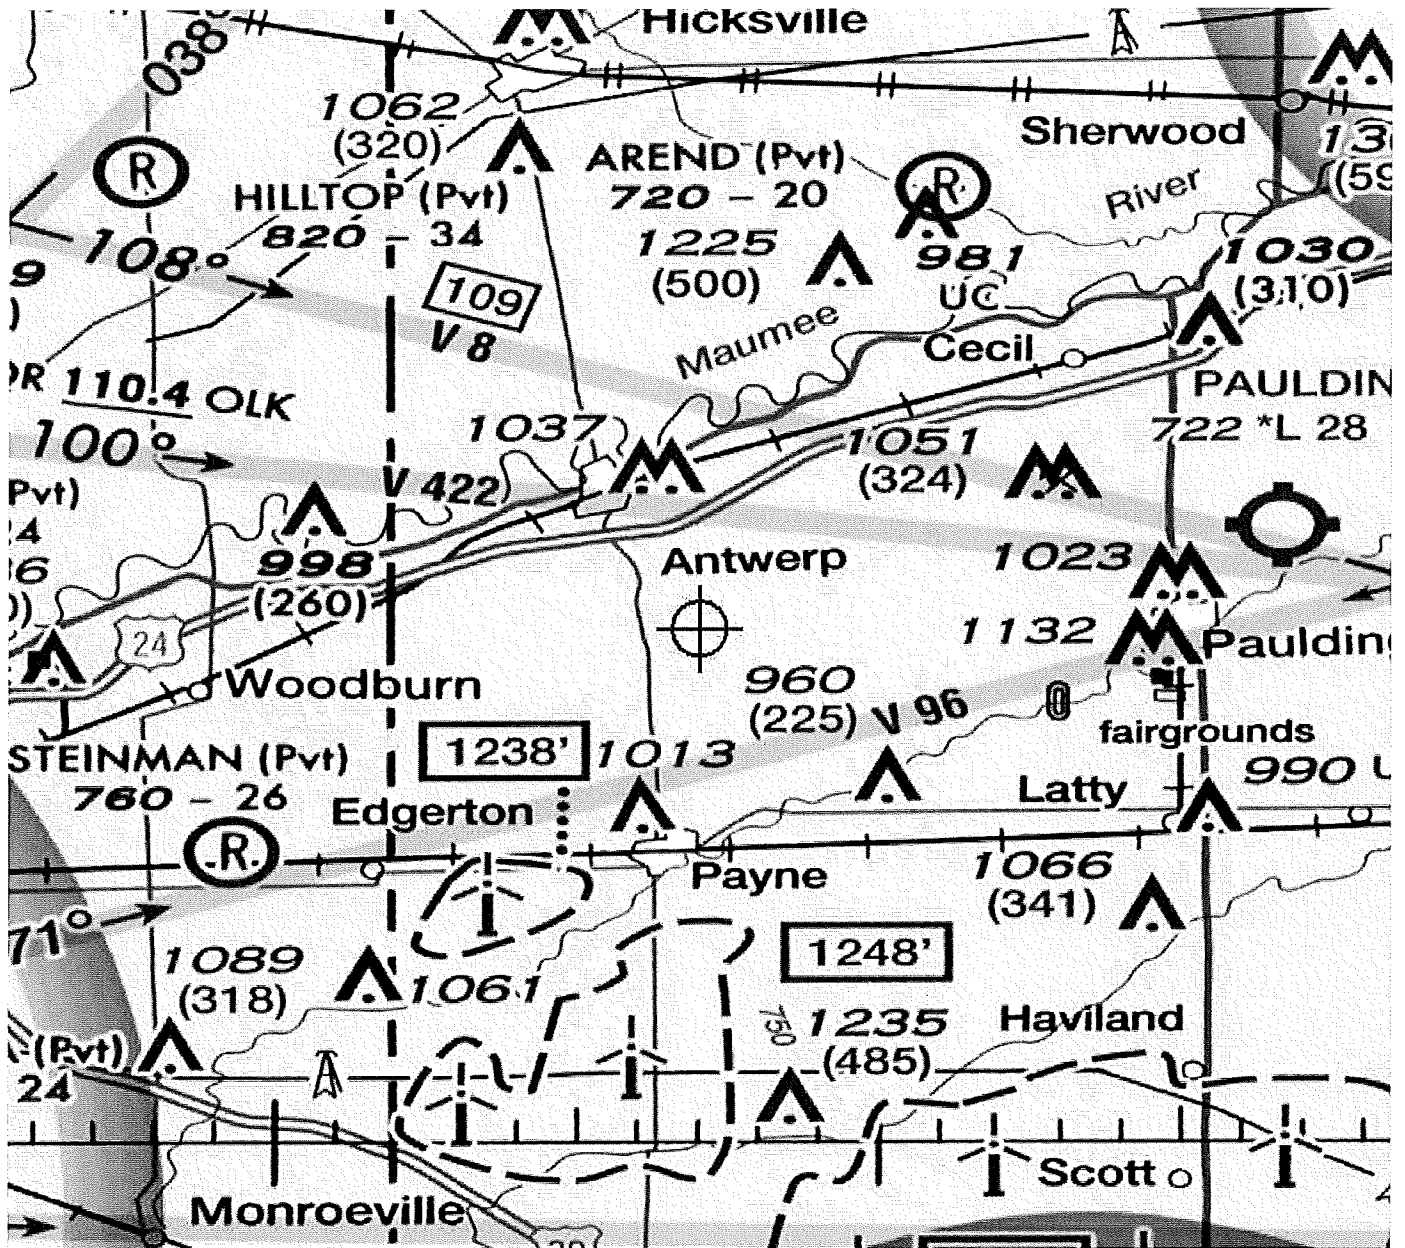 Hicksville
038
1062
(320)
Sherwood
R
AREND (Pvt)
720 - 20
R
River
HILLTOP (Pvt)
820 - 34
108°
1225
(500)
981
UC
1030
(310)
109
V 8
Maumee
Cecil
110.4 OLK
PAULDIN
722 *L 28
100°
1037
1051
(324)
V 422
Pvt)
998
(260)
Antwerp
1023
24
1132
Paulding
Woodburn
960
(225)
V 96
fairgrounds
STEINMAN (Pvt)
760 - 26
1238'
1013
Latty
990
Edgerton
R
Payne
1066
(341)
71°
1089
(318)
1061
1248'
750
1235
(485)
Haviland
(Pvt)
24
Scott
Monroeville